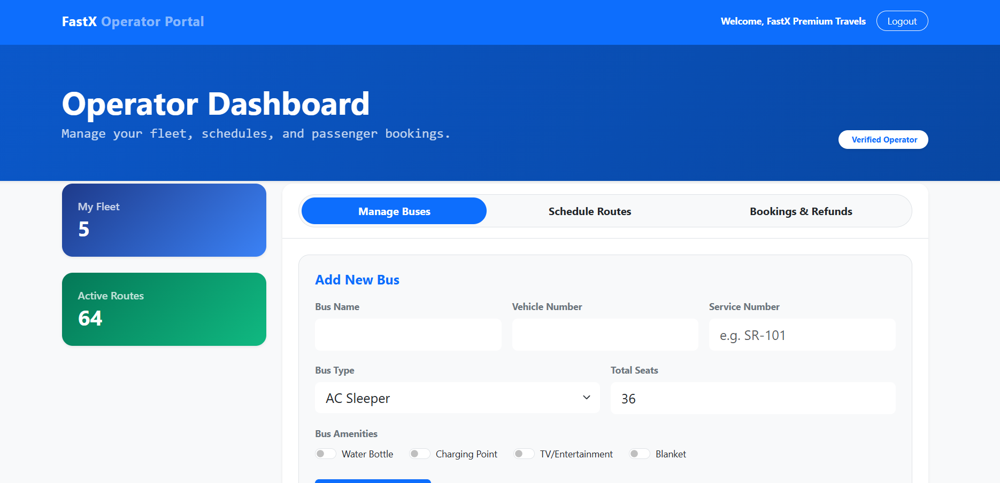 FastX Operator Portal
Welcome, FastX Premium Travels
Logout
Operator Dashboard
Manage your fleet, schedules, and passenger bookings.
Verified Operator
My Fleet
5
Active Routes
64
Manage Buses
Schedule Routes
Bookings & Refunds
Add New Bus
Bus Name
Vehicle Number
Service Number
e.g. SR-101
Bus Type
Total Seats
AC Sleeper
36
Bus Amenities
Water Bottle
Charging Point
TV/Entertainment
Blanket